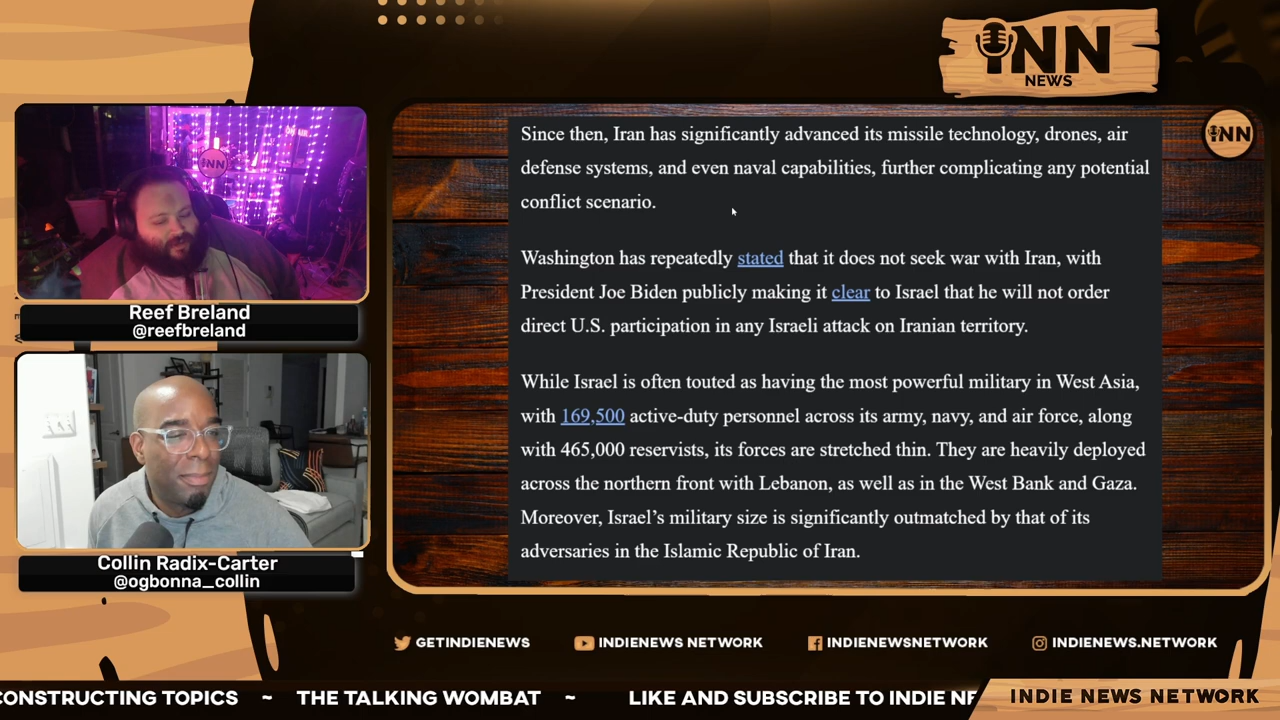 INN
NEWS
INN
INN
Since then, Iran has significantly advanced its missile technology, drones, air
defense systems, and even naval capabilities, further complicating any potential
conflict scenario.
Washington has repeatedly stated that it does not seek war with Iran, with
President Joe Biden publicly making it clear to Israel that he will not order
direct U.S. participation in any Israeli attack on Iranian territory.
While Israel is often touted as having the most powerful military in West Asia,
with 169,500 active-duty personnel across its army, navy, and air force, along
with 465,000 reservists, its forces are stretched thin. They are heavily deployed
across the northern front with Lebanon, as well as in the West Bank and Gaza.
Moreover, Israel’s military size is significantly outmatched by that of its
adversaries in the Islamic Republic of Iran.
Reef Breland
@reefbreland
Collin Radix-Carter
@ogbonna_collin
GETINDIENEWS
INDIENEWS NETWORK
INDIENEWSNETWORK
INDIENEWS.NETWORK
CONSTRUCTING TOPICS ~ THE TALKING WOMBAT ~ LIKE AND SUBSCRIBE TO INDIE NE
INDIE NEWS NETWORK